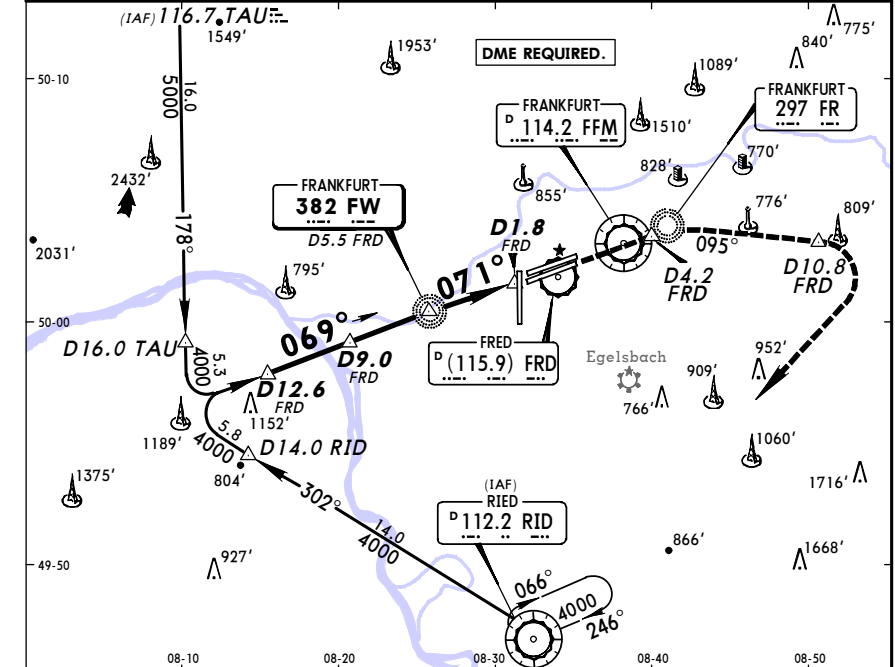 (IAF) 116.7 TAU
1549'
1953'
DME REQUIRED.
775'
840'
50-10
16.0
5000
1089'
FRANKFURT
297 FR
FRANKFURT
D 114.2 FFM
1510'
2432'
828'
770'
855'
FRANKFURT
382 FW
D5.5 FRD
776'
809'
178°
D1.8
FRD
2031'
095°
071°
795'
D4.2
FRD
D10.8
FRD
50-00
069°
D16.0 TAU
D9.0
FRD
FRED
D (115.9) FRD
Egelsbach
5.3
4000
D12.6
FRD
952'
909'
766'
1152'
1189'
5.8
4000
D14.0 RID
804'
1060'
1375'
1716'
302°
(IAF)
RIED
D 112.2 RID
14.0
4000
866'
1668'
927'
49-50
49-50
066°
4000
246°
08-10
08-20
08-30
08-40
08-50